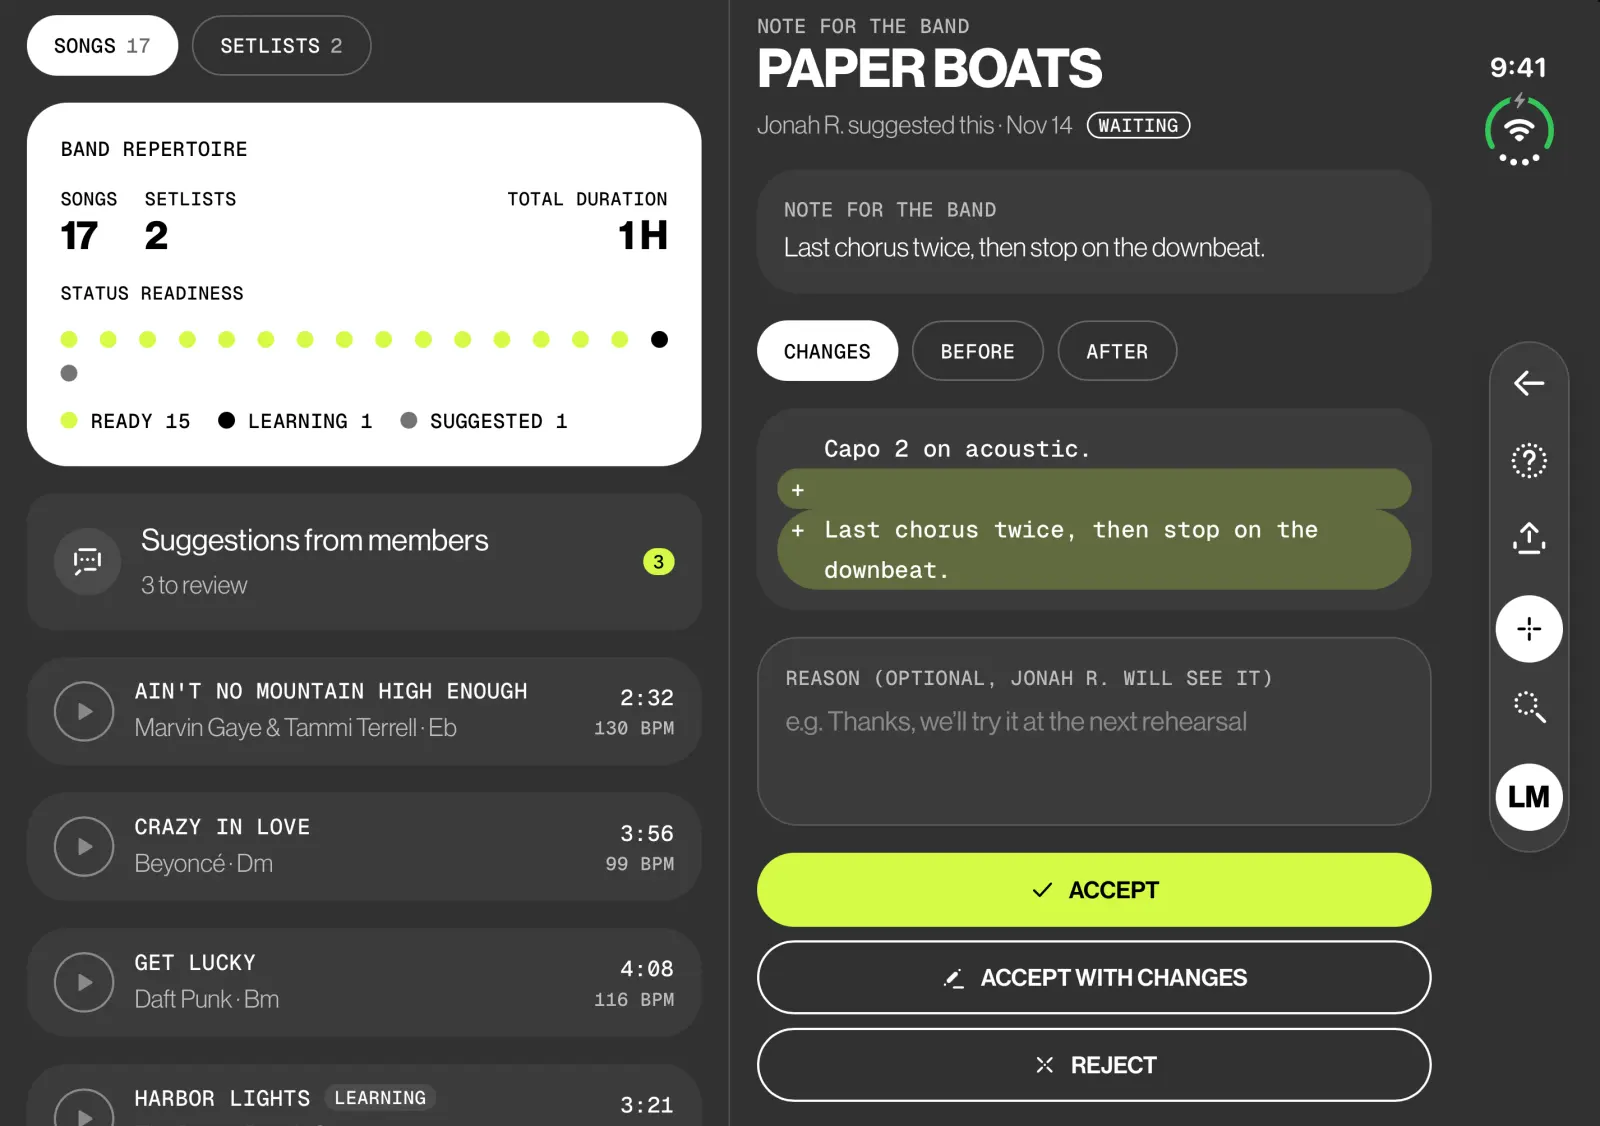 SONGS 17
SETLISTS 2
BAND REPERTOIRE
SONGS SETLISTS TOTAL DURATION
17 2 1H
STATUS READINESS
READY 15 LEARNING 1 SUGGESTED 1
Suggestions from members
3 to review
3
AIN'T NO MOUNTAIN HIGH ENOUGH
2:32
Marvin Gaye & Tammi Terrell · Eb
130 BPM
CRAZY IN LOVE
3:56
Beyoncé · Dm
99 BPM
GET LUCKY
4:08
Daft Punk · Bm
116 BPM
HARBOR LIGHTS LEARNING
3:21
NOTE FOR THE BAND
PAPER BOATS
Jonah R. suggested this · Nov 14 WAITING
NOTE FOR THE BAND
Last chorus twice, then stop on the downbeat.
CHANGES BEFORE AFTER
Capo 2 on acoustic.
+
+ Last chorus twice, then stop on the
downbeat.
REASON (OPTIONAL, JONAH R. WILL SEE IT)
e.g. Thanks, we’ll try it at the next rehearsal
ACCEPT
ACCEPT WITH CHANGES
REJECT
9:41
LM